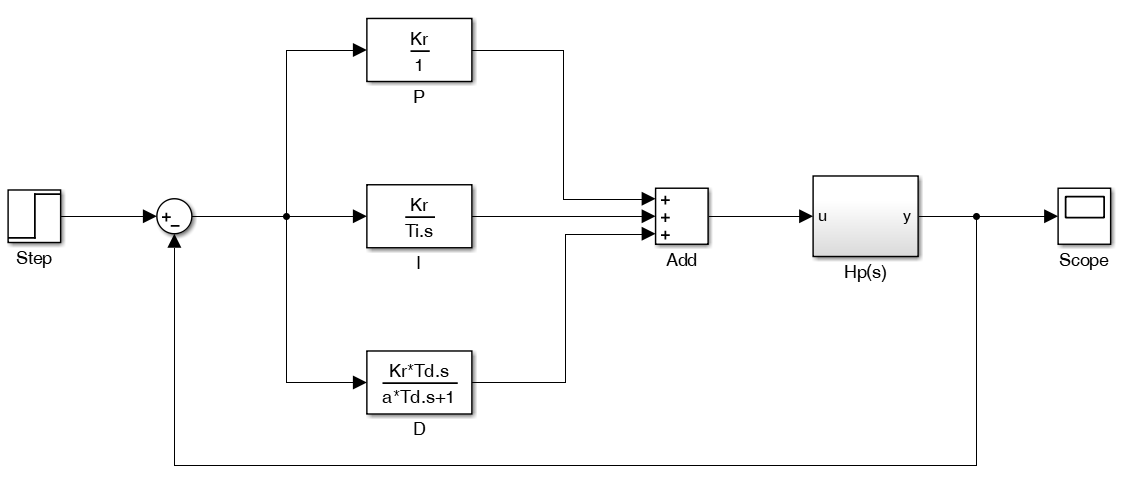 Kr
1
P
Step
+
−
Kr
Ti.s
I
+
+
+
Add
u
y
Hp(s)
Scope
Kr*Td.s
a*Td.s+1
D